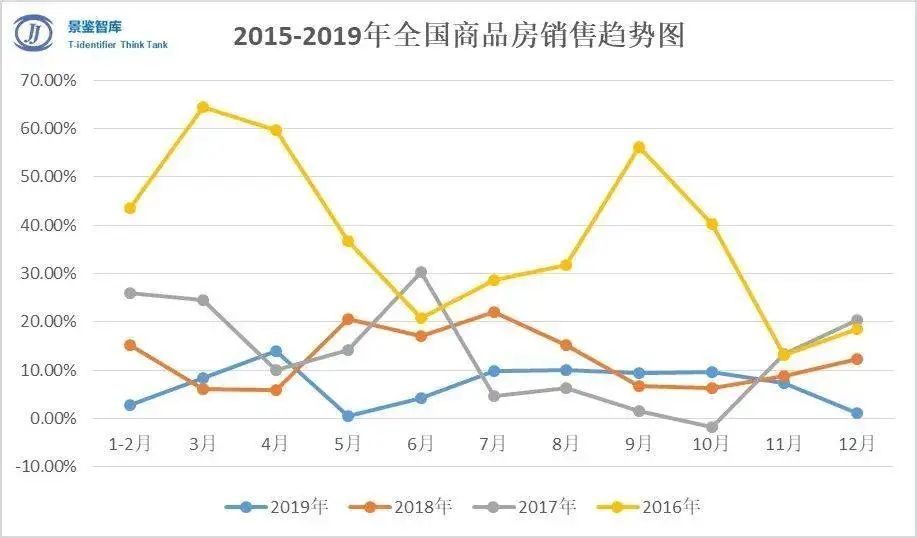 景鉴智库
T-identifier Think Tank
2015-2019年全国商品房销售趋势图
70.00%
60.00%
50.00%
40.00%
30.00%
20.00%
10.00%
0.00%
-10.00%
1-2月 3月 4月 5月 6月 7月 8月 9月 10月 11月 12月
2019年 2018年 2017年 2016年